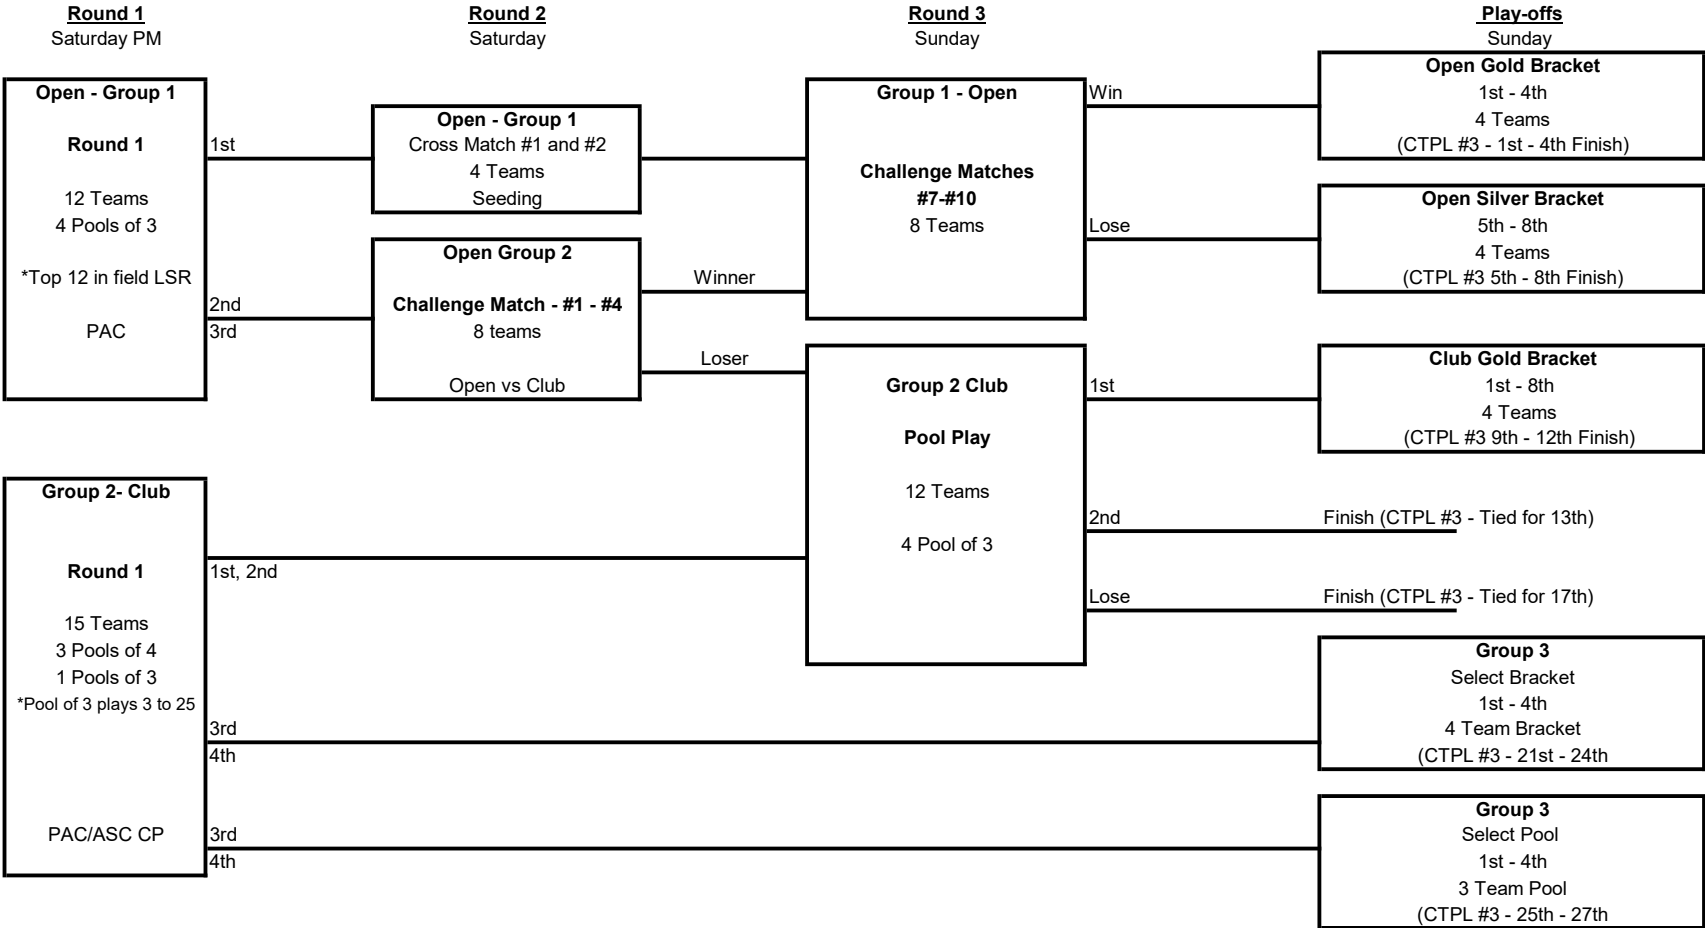 Round 1
Saturday PM
Round 2
Saturday
Round 3
Sunday
Play-offs
Sunday
Open - Group 1
Round 1
12 Teams
4 Pools of 3
*Top 12 in field LSR
PAC
1st
2nd
3rd
Open - Group 1
Cross Match #1 and #2
4 Teams
Seeding
Open Group 2
Challenge Match - #1 - #4
8 teams
Open vs Club
Winner
Loser
Group 1 - Open
Challenge Matches
#7-#10
8 Teams
Win
Lose
Open Gold Bracket
1st - 4th
4 Teams
(CTPL #3 - 1st - 4th Finish)
Open Silver Bracket
5th - 8th
4 Teams
(CTPL #3 5th - 8th Finish)
Group 2- Club
Round 1
15 Teams
3 Pools of 4
1 Pools of 3
*Pool of 3 plays 3 to 25
PAC/ASC CP
1st, 2nd
3rd
4th
3rd
4th
Group 2 Club
Pool Play
12 Teams
4 Pool of 3
1st
2nd
Lose
Club Gold Bracket
1st - 8th
4 Teams
(CTPL #3 9th - 12th Finish)
Finish (CTPL #3 - Tied for 13th)
Finish (CTPL #3 - Tied for 17th)
Group 3
Select Bracket
1st - 4th
4 Team Bracket
(CTPL #3 - 21st - 24th
Group 3
Select Pool
1st - 4th
3 Team Pool
(CTPL #3 - 25th - 27th